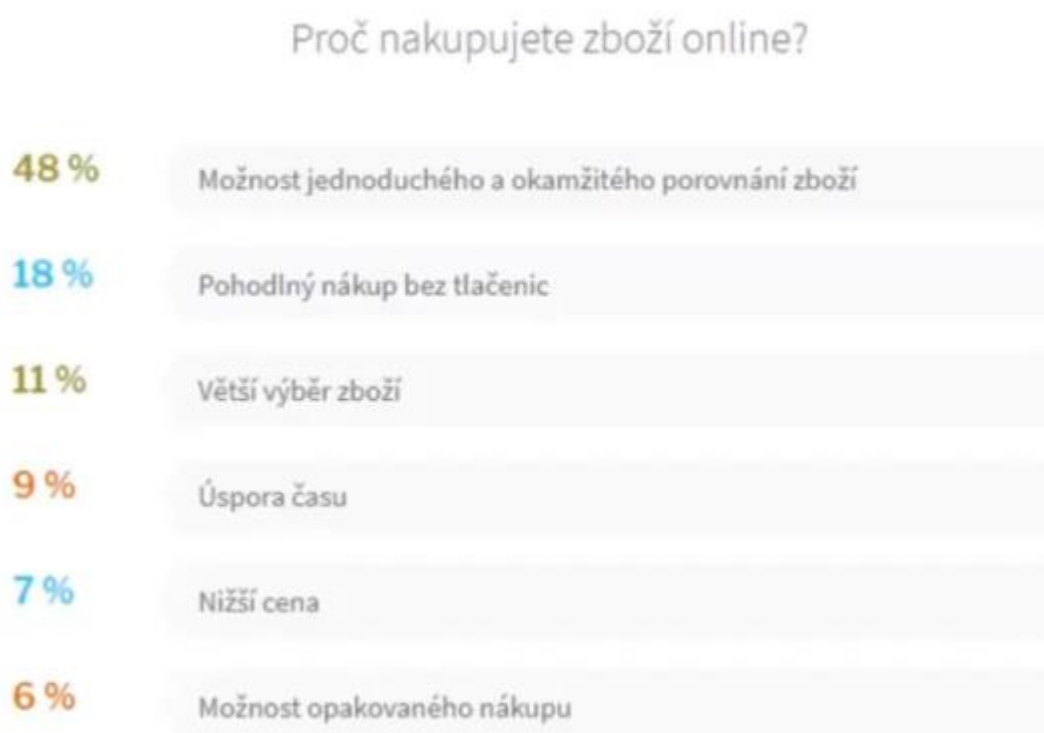 Proč nakupujete zboží online?
48 % Možnost jednoduchého a okamžitého porovnání zboží
18 % Pohodlný nákup bez tlačenic
11 % Větší výběr zboží
9 % Úspora času
7 % Nižší cena
6 % Možnost opakovaného nákupu